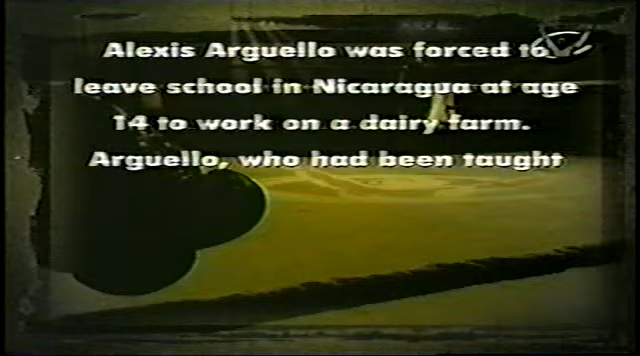 Alexis Arguello was forced to
leave school in Nicaragua at age
14 to work on a dairy farm.
Arguello, who had been taught